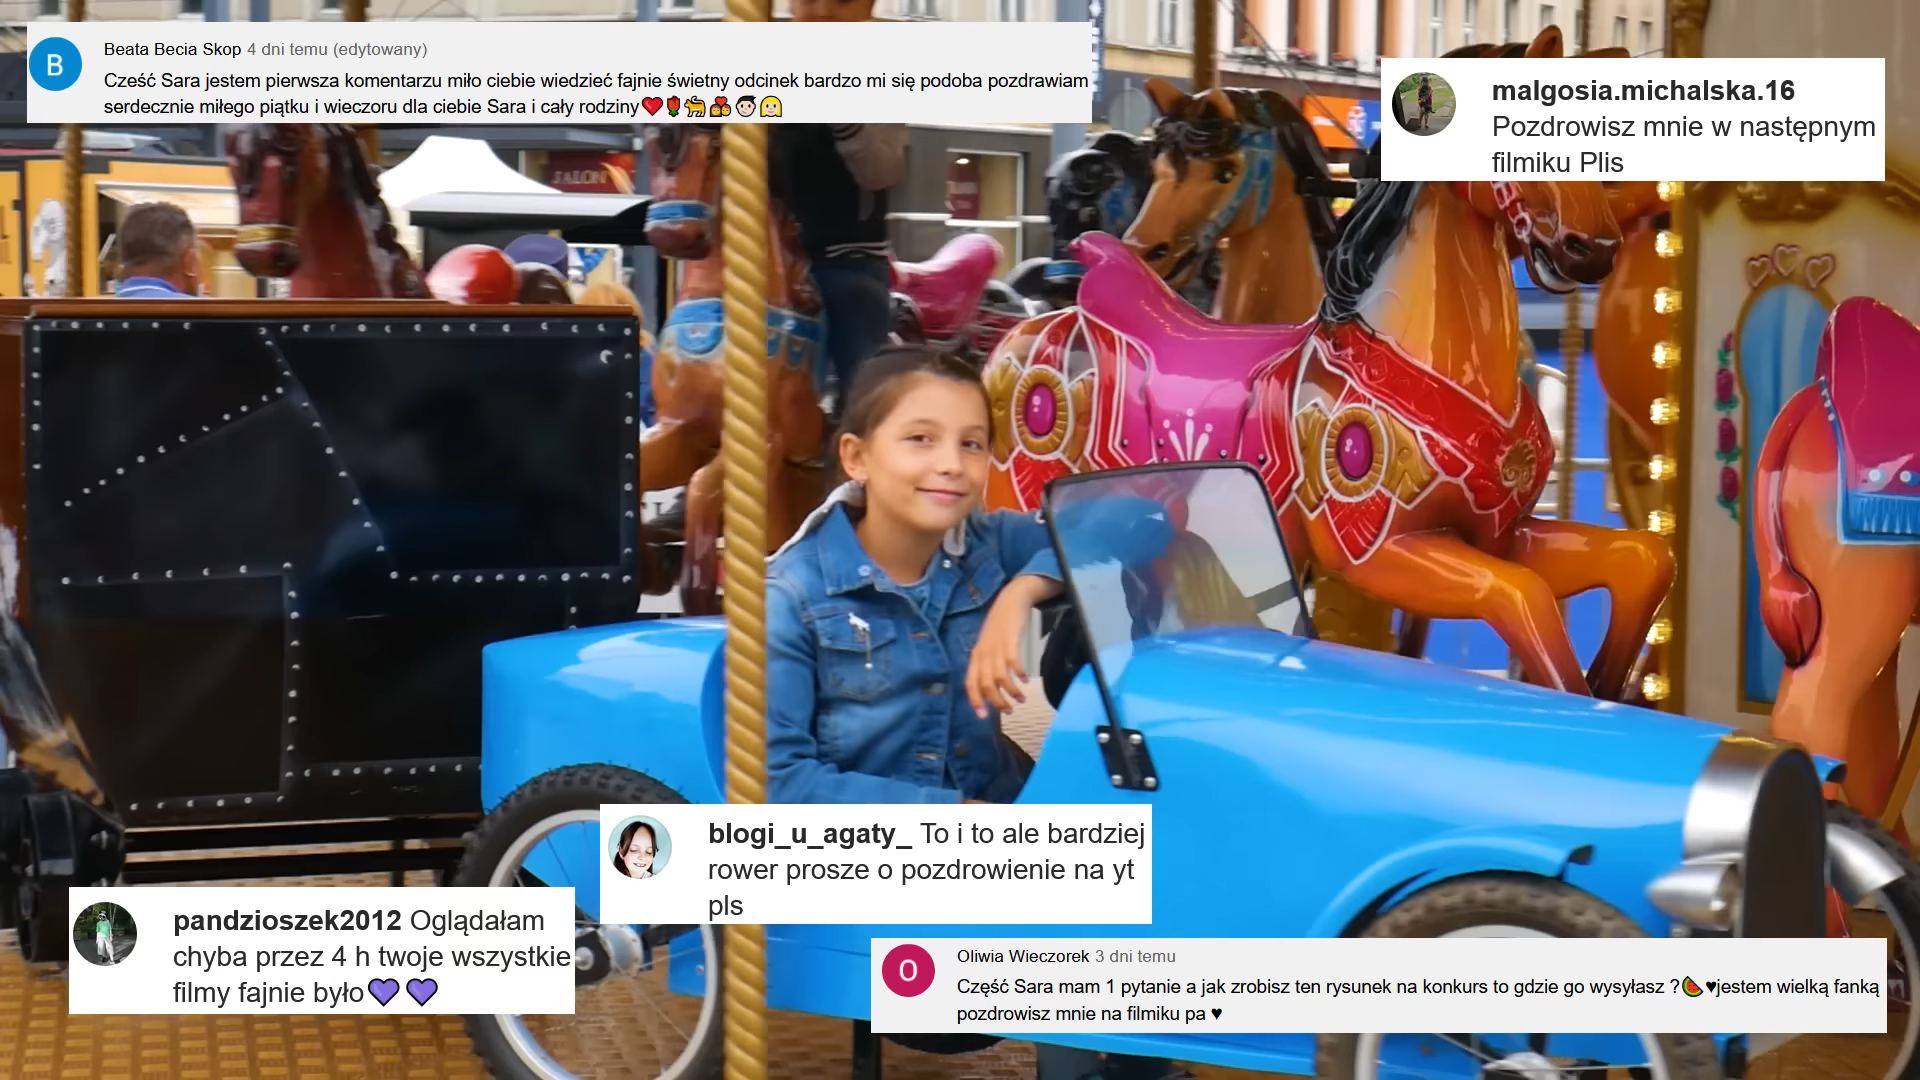 B
Beata Becia Skop 4 dni temu (edytowany)
Cześć Sara jestem pierwsza komentarzu miło ciebie wiedzieć fajnie świetny odcinek bardzo mi się podoba pozdrawiam
serdecznie miłego piątku i wieczoru dla ciebie Sara i cały rodziny❤️🌹🐈💑👦👧
malgosia.michalska.16
Pozdrowisz mnie w następnym
filmiku Plis
SALON
blogi_u_agaty_ To i to ale bardziej
rower prosze o pozdrowienie na yt
pls
pandzioszek2012 Oglądałam
chyba przez 4 h twoje wszystkie
filmy fajnie było💜💜
O
Oliwia Wieczorek 3 dni temu
Część Sara mam 1 pytanie a jak zrobisz ten rysunek na konkurs to gdzie go wysyłasz ?🍉♥jestem wielką fanką
pozdrowisz mnie na filmiku pa ♥